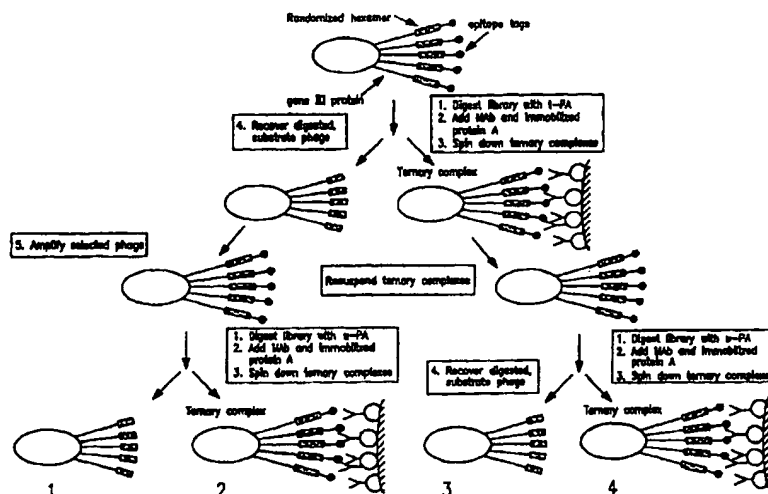 Randomized hexamer
epitope tags
gene III protein
1. Digest library with t-PA
2. Add MAb and immobilized
protein A
3. Spin down ternary complexes
4. Recover digested,
substrate phage
Ternary complex
5. Amplify selected phage
Resuspend ternary complexes
1. Digest library with u-PA
2. Add MAb and immobilized
protein A
3. Spin down ternary complexes
1. Digest library with u-PA
2. Add MAb and immobilized
protein A
3. Spin down ternary complexes
4. Recover digested,
substrate phage
Ternary complex
Ternary complex
1
2
3
4